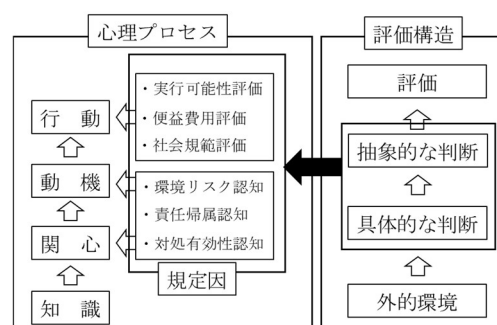 心理プロセス
行 動
動 機
関 心
知 識
・実行可能性評価
・便益費用評価
・社会規範評価
・環境リスク認知
・責任帰属認知
・対処有効性認知
規定因
評価構造
評価
抽象的な判断
具体的な判断
外的環境